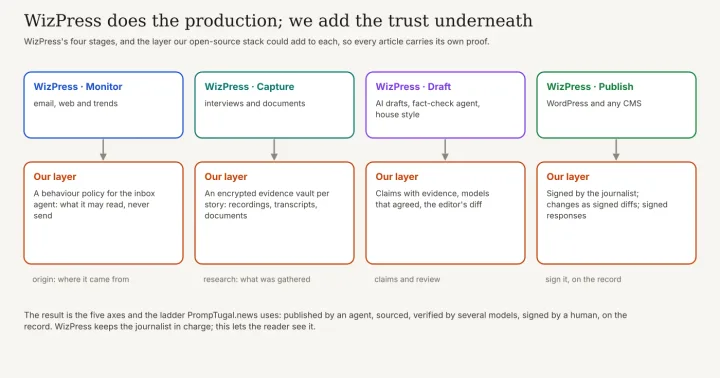 WizPress does the production; we add the trust underneath
WizPress's four stages, and the layer our open-source stack could add to each, so every article carries its own proof.
WizPress · Monitor
email, web and trends
WizPress · Capture
interviews and documents
WizPress · Draft
AI drafts, fact-check agent,
house style
WizPress · Publish
WordPress and any CMS
Our layer
A behaviour policy for the inbox
agent: what it may read, never
send
Our layer
An encrypted evidence vault per
story: recordings, transcripts,
documents
Our layer
Claims with evidence, models
that agreed, the editor's diff
Our layer
Signed by the journalist;
changes as signed diffs; signed
responses
origin: where it came from
research: what was gathered
claims and review
sign it, on the record
The result is the five axes and the ladder PrompTugal.news uses: published by an agent, sourced, verified by several models, signed by a human, on the
record. WizPress keeps the journalist in charge; this lets the reader see it.